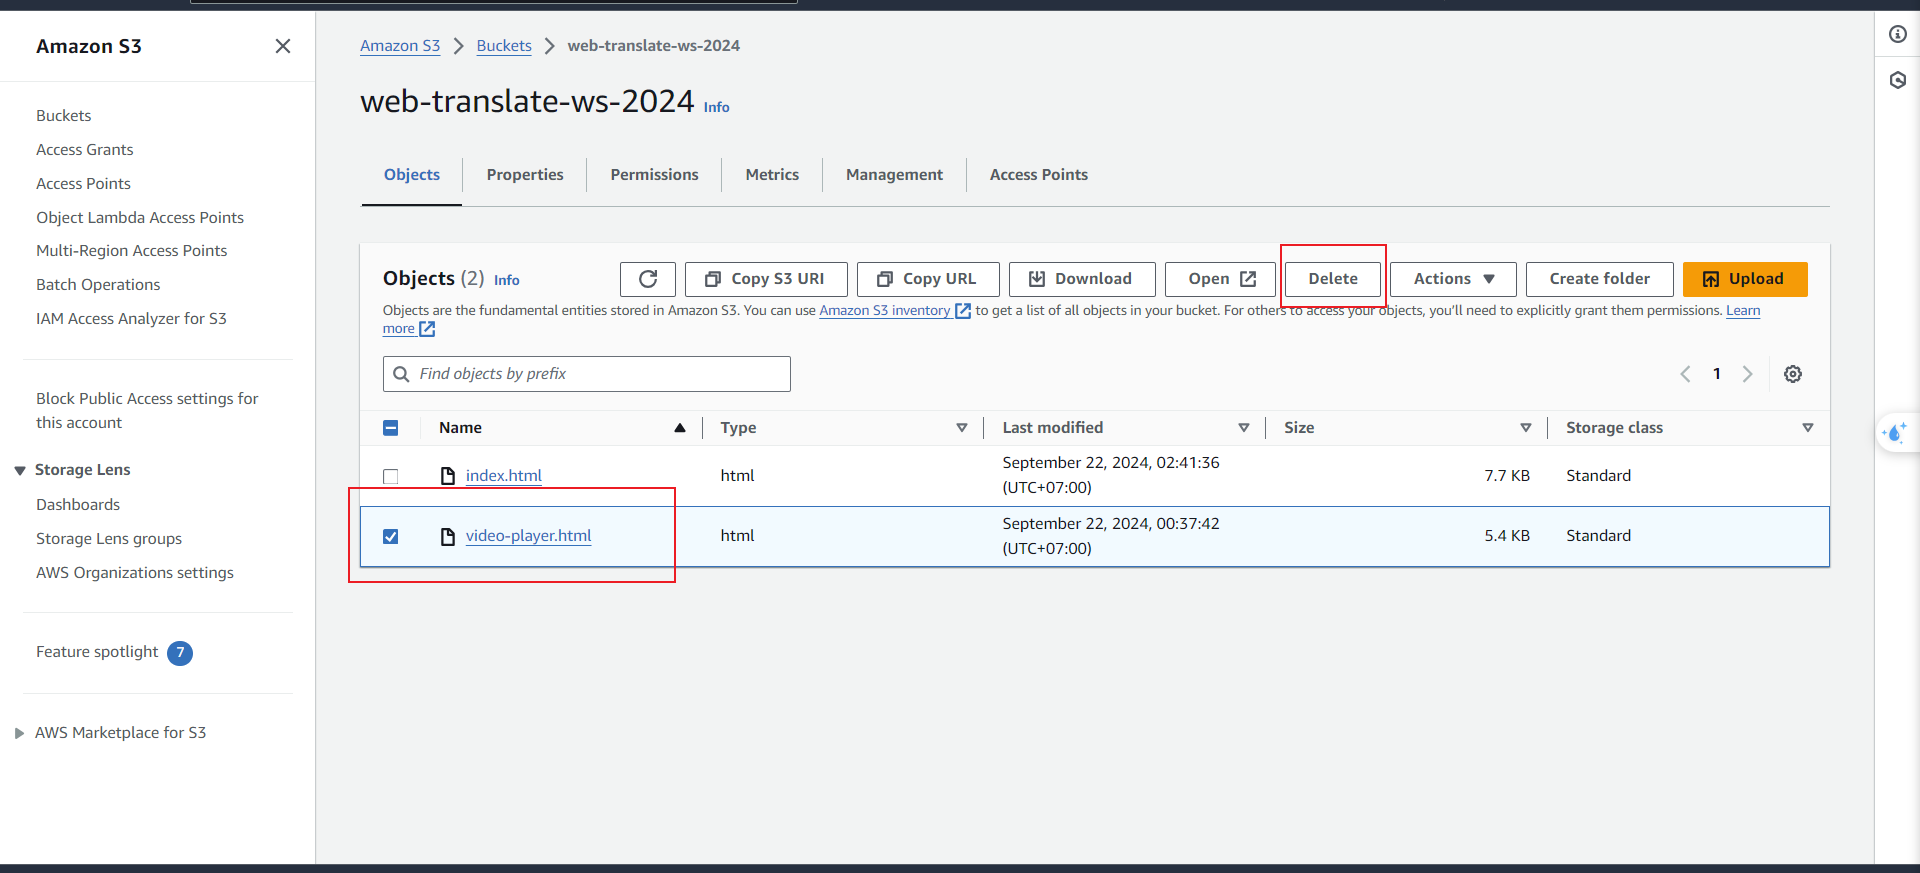 Amazon S3
Buckets
Access Grants
Access Points
Object Lambda Access Points
Multi-Region Access Points
Batch Operations
IAM Access Analyzer for S3
Block Public Access settings for
this account
Storage Lens
Dashboards
Storage Lens groups
AWS Organizations settings
Feature spotlight 7
AWS Marketplace for S3
Amazon S3 Buckets web-translate-ws-2024
web-translate-ws-2024 Info
Objects Properties Permissions Metrics Management Access Points
Objects (2) Info Copy S3 URI Copy URL Download Open Delete Actions Create folder Upload
Objects are the fundamental entities stored in Amazon S3. You can use Amazon S3 inventory to get a list of all objects in your bucket. For others to access your objects, you’ll need to explicitly grant them permissions. Learn
more
Find objects by prefix 1
Name Type Last modified Size Storage class
index.html html September 22, 2024, 02:41:36 (UTC+07:00) 7.7 KB Standard
video-player.html html September 22, 2024, 00:37:42 (UTC+07:00) 5.4 KB Standard